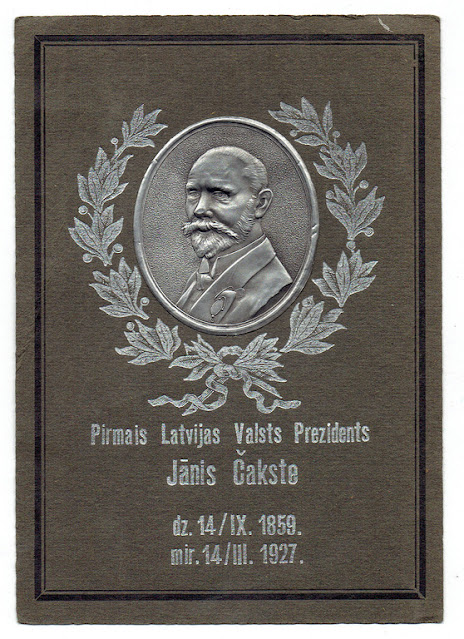 Pirmais Latvijas Valsts Prezidents
Jānis Čakste
dz. 14/IX. 1859.
mir. 14/III. 1927.